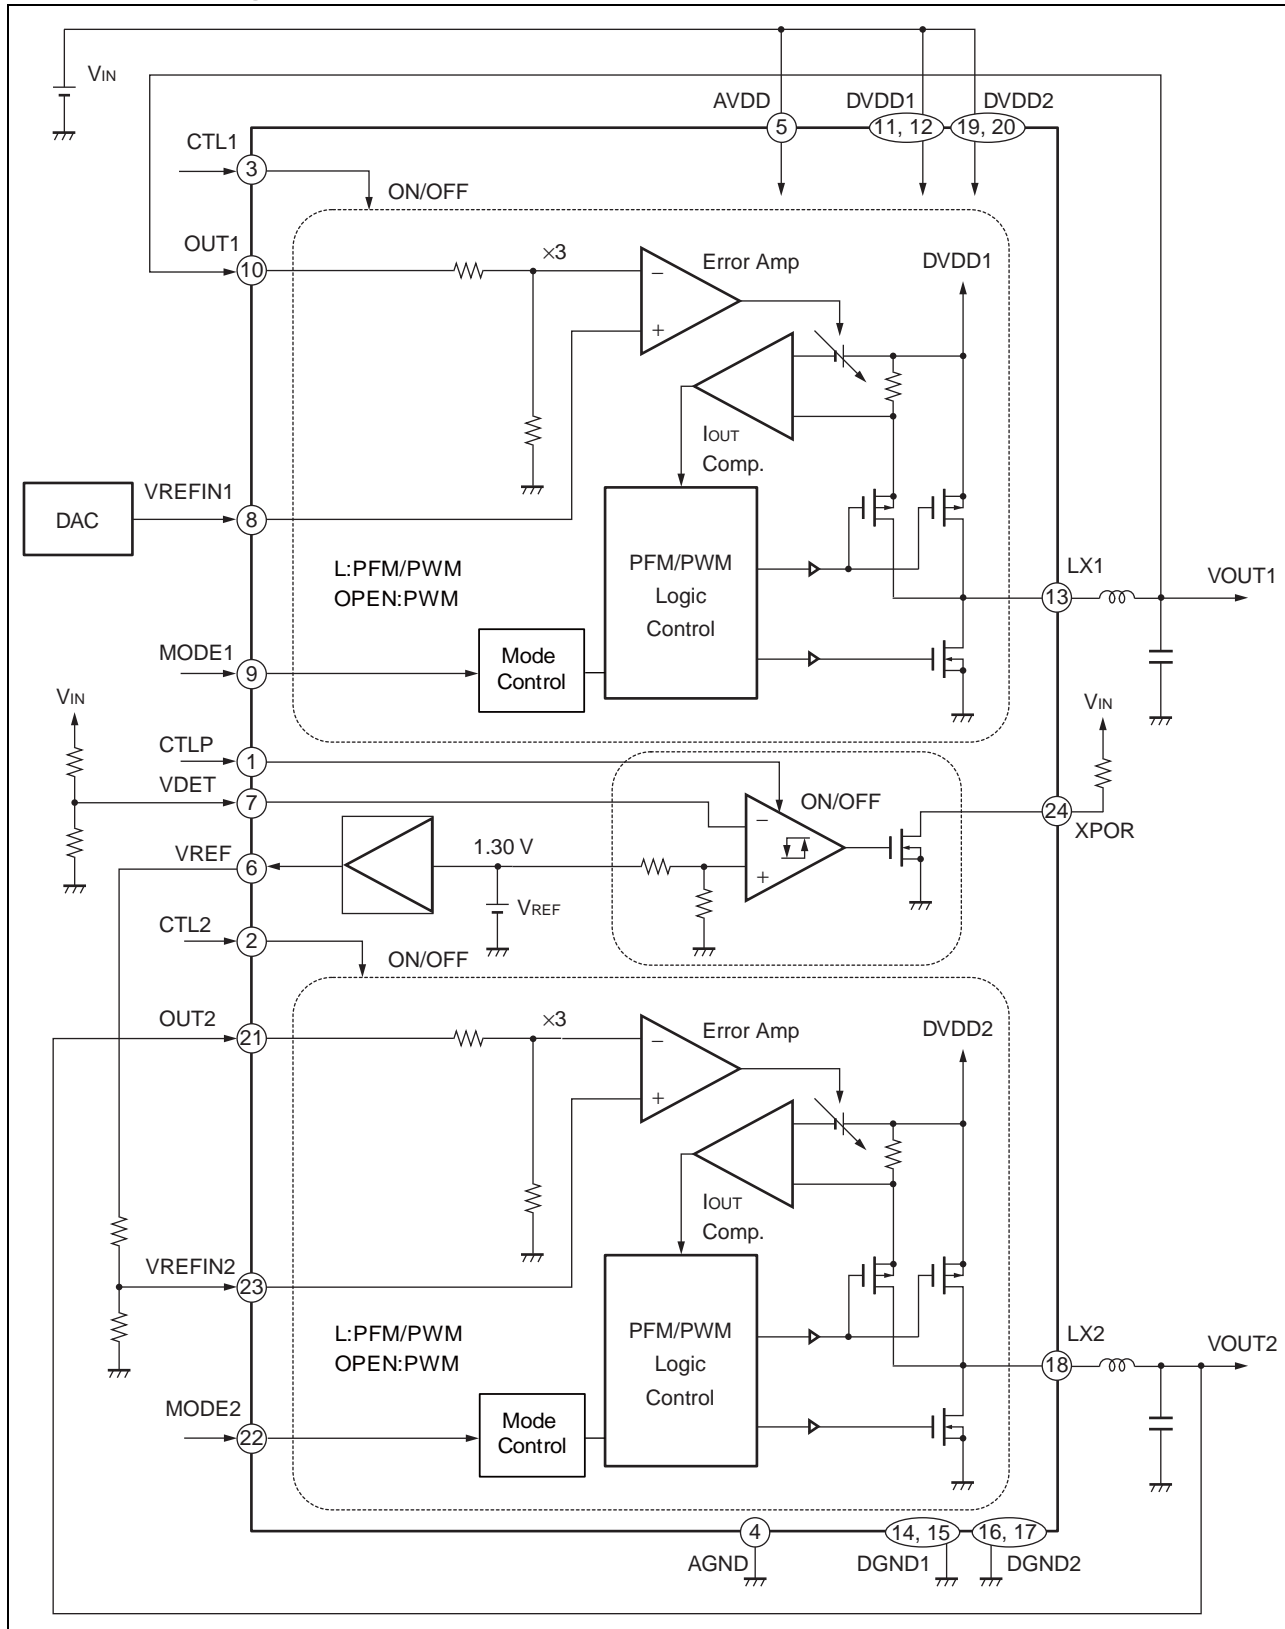 VIN
AVDD
DVDD1
DVDD2
5
11, 12
19, 20
CTL1
3
ON/OFF
OUT1
10
×3
−
+
Error Amp
DVDD1
IOUT
Comp.
DAC
VREFIN1
8
L:PFM/PWM
OPEN:PWM
PFM/PWM
Logic
Control
LX1
13
VOUT1
MODE1
9
Mode
Control
VIN
VIN
CTLP
1
VDET
7
ON/OFF
−
+
24
XPOR
VREF
6
1.30 V
VREF
CTL2
2
ON/OFF
OUT2
21
×3
−
+
Error Amp
DVDD2
IOUT
Comp.
VREFIN2
23
L:PFM/PWM
OPEN:PWM
PFM/PWM
Logic
Control
LX2
18
VOUT2
MODE2
22
Mode
Control
4
14, 15
16, 17
AGND
DGND1
DGND2